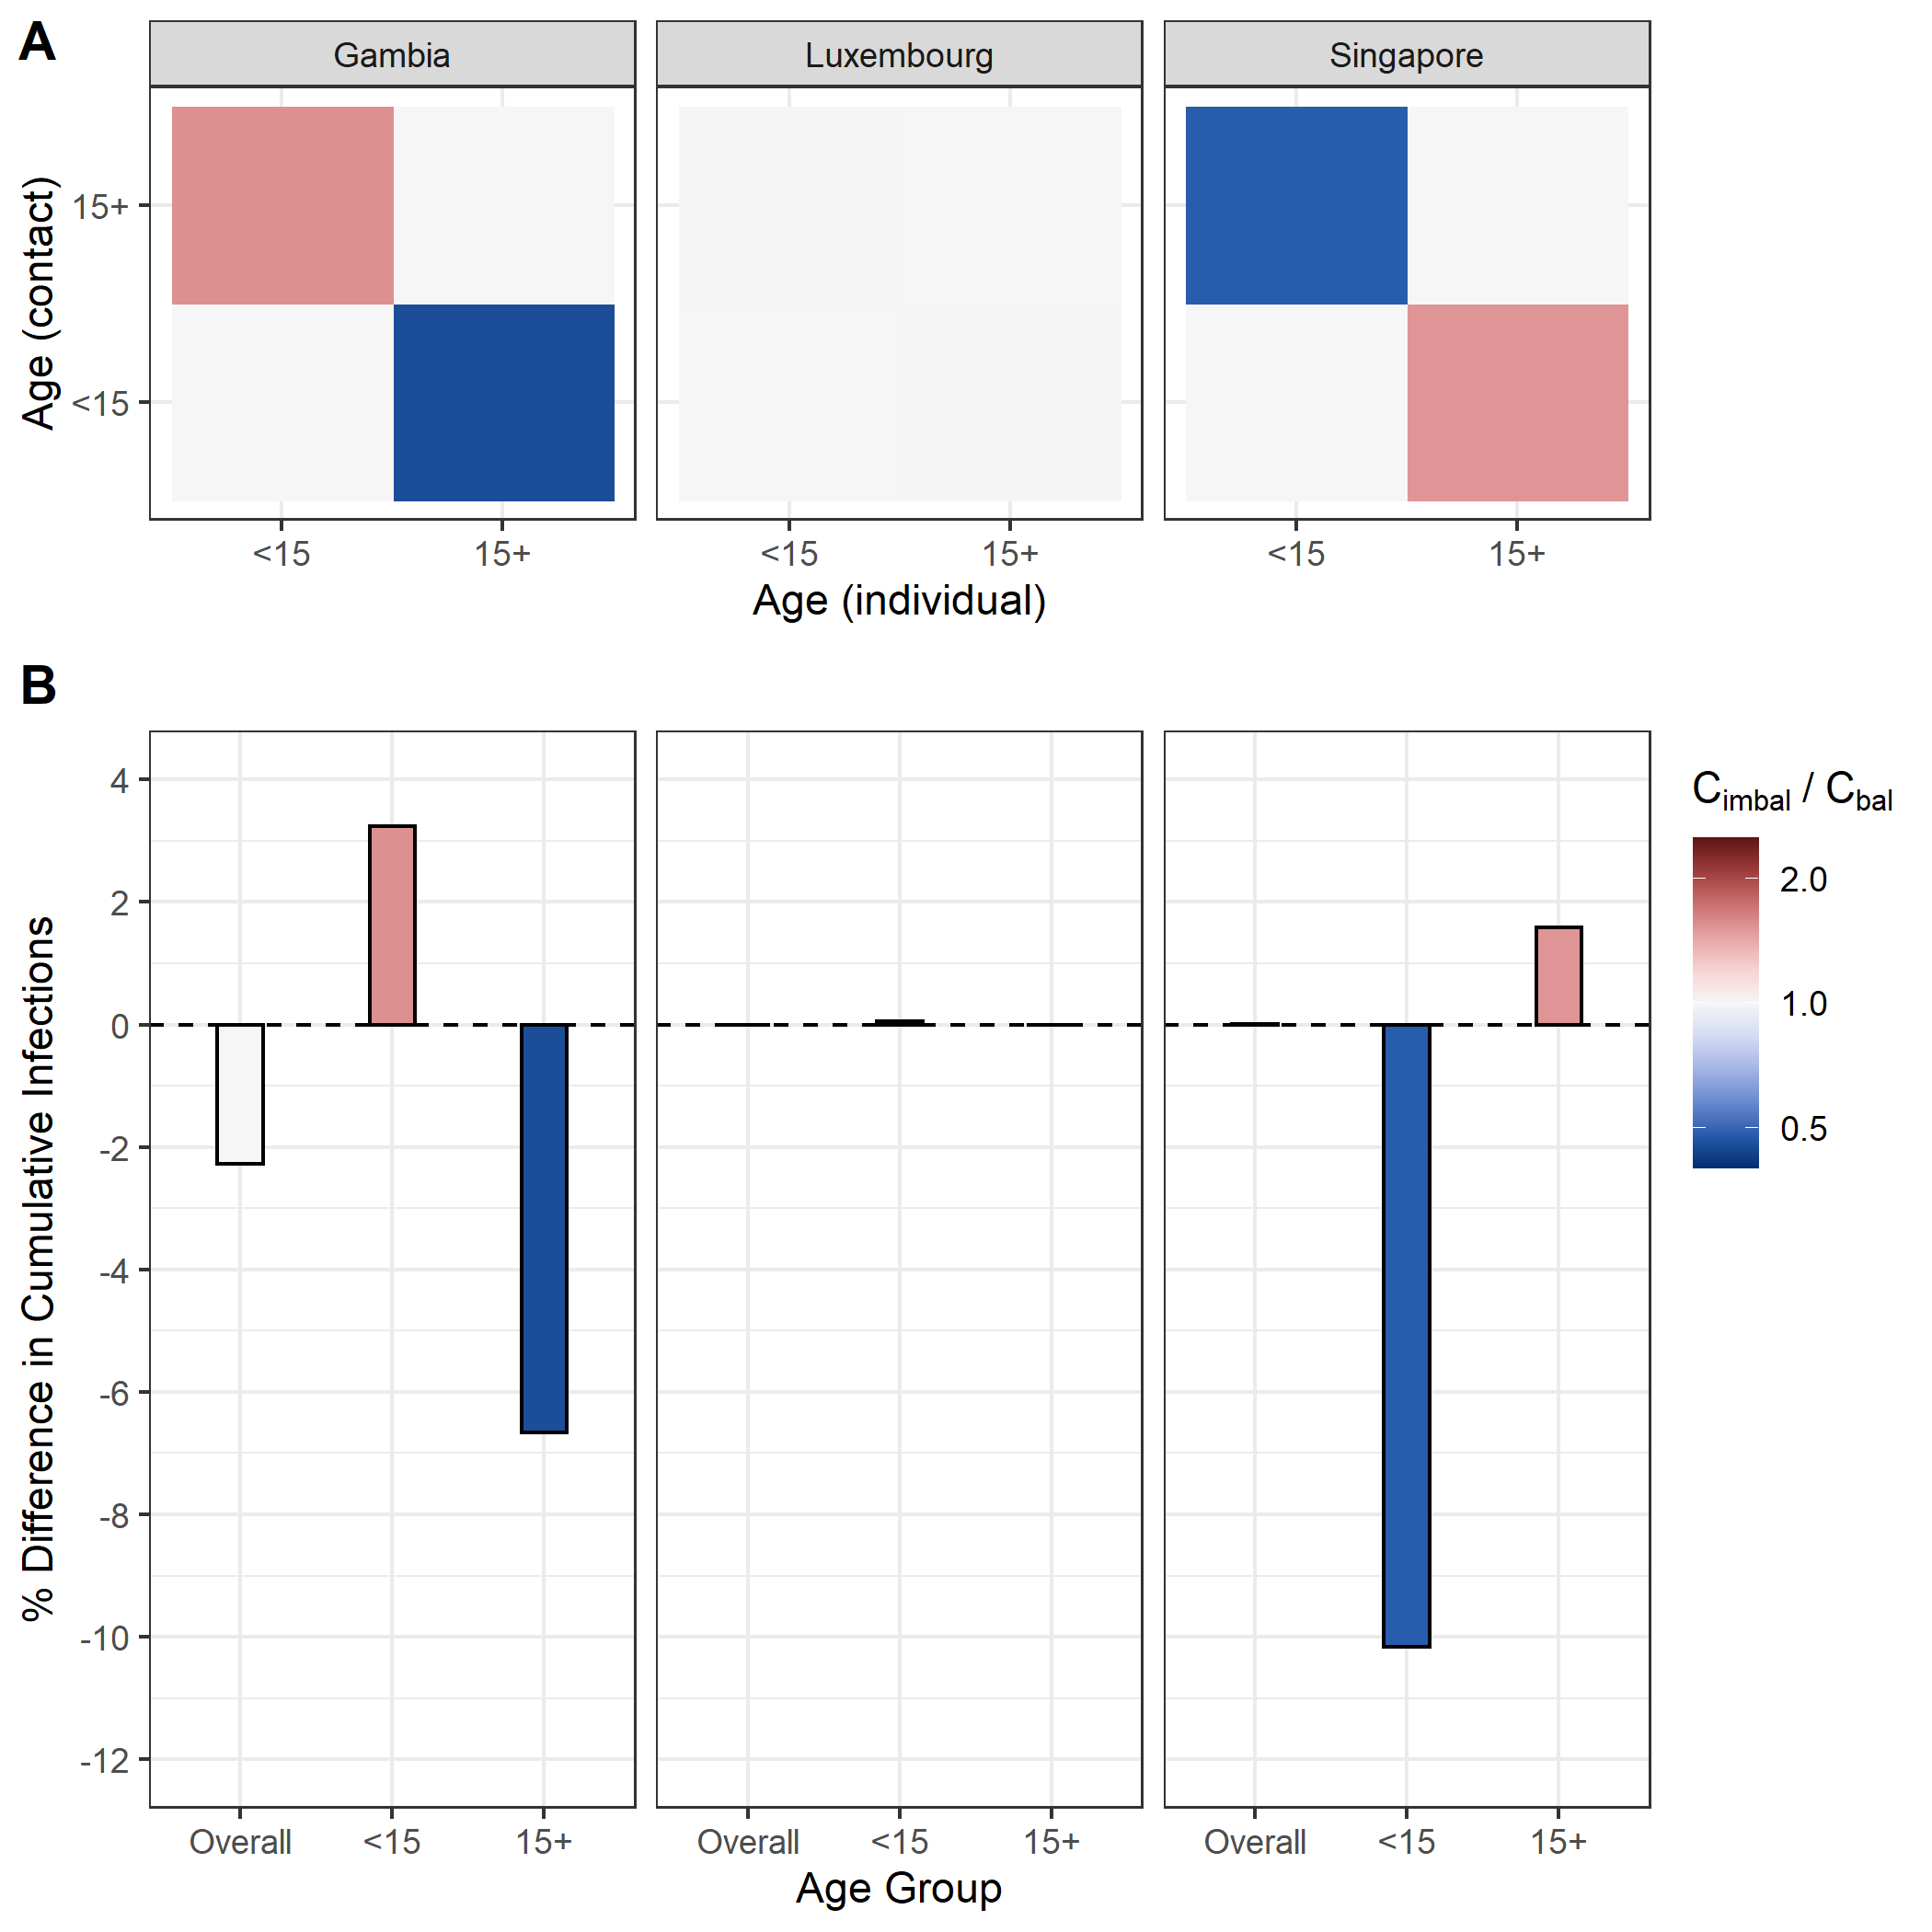 A
Gambia Luxembourg Singapore
Age (contact)
15+
<15
<15 15+ <15 15+ <15 15+
Age (individual)
B
% Difference in Cumulative Infections
4
2
0
-2
-4
-6
-8
-10
-12
Overall <15 15+ Overall <15 15+ Overall <15 15+
Age Group
Cimbal / Cbal
2.0
1.0
0.5